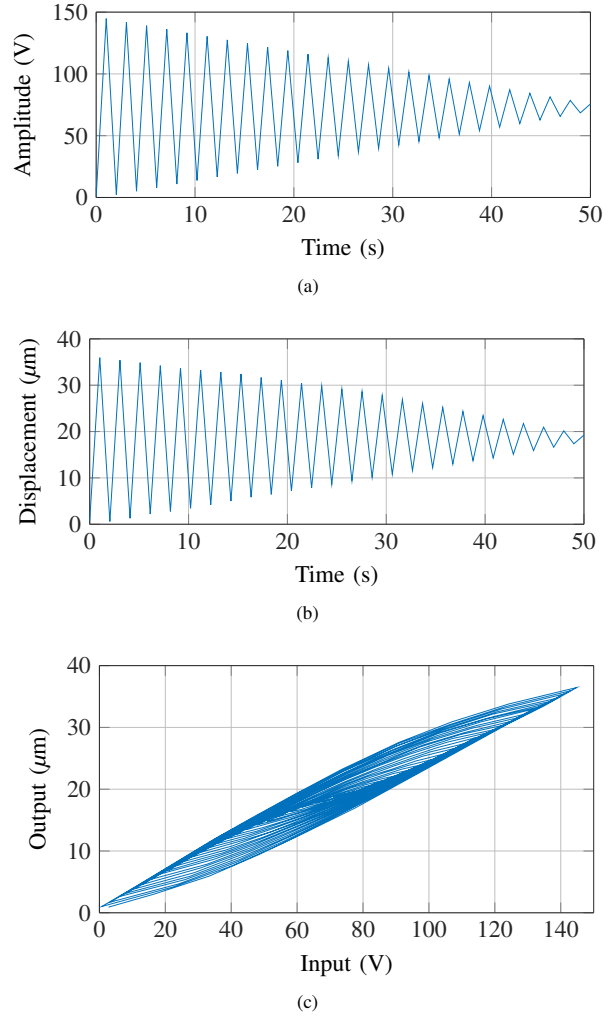 150
100
50
0
Amplitude (V)
0 10 20 30 40 50
Time (s)
(a)
40
30
20
10
0
Displacement (μm)
0 10 20 30 40 50
Time (s)
(b)
40
30
20
10
0
Output (μm)
0 20 40 60 80 100 120 140
Input (V)
(c)